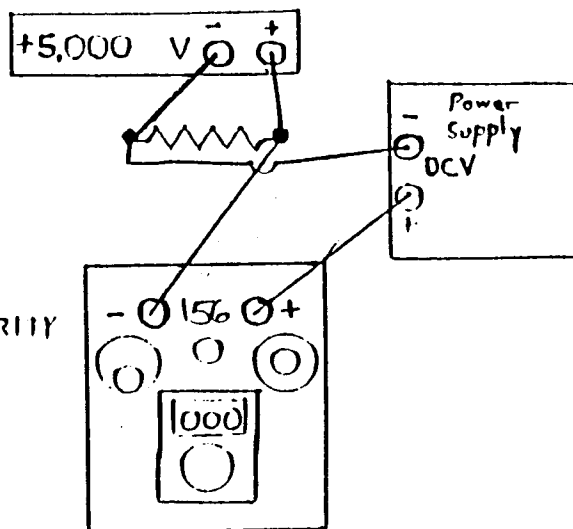 +5,000 V - +
Power
Supply
-
DCV
+
- 156 +
000